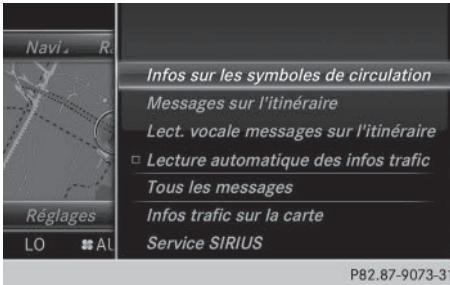 Navi
R
Infos sur les symboles de circulation
Messages sur l'itinéraire
Lect. vocale messages sur l'itinéraire
Lecture automatique des infos trafic
Tous les messages
Réglages
Infos trafic sur la carte
LO
AU
Service SIRIUS
P82.87-9073-31